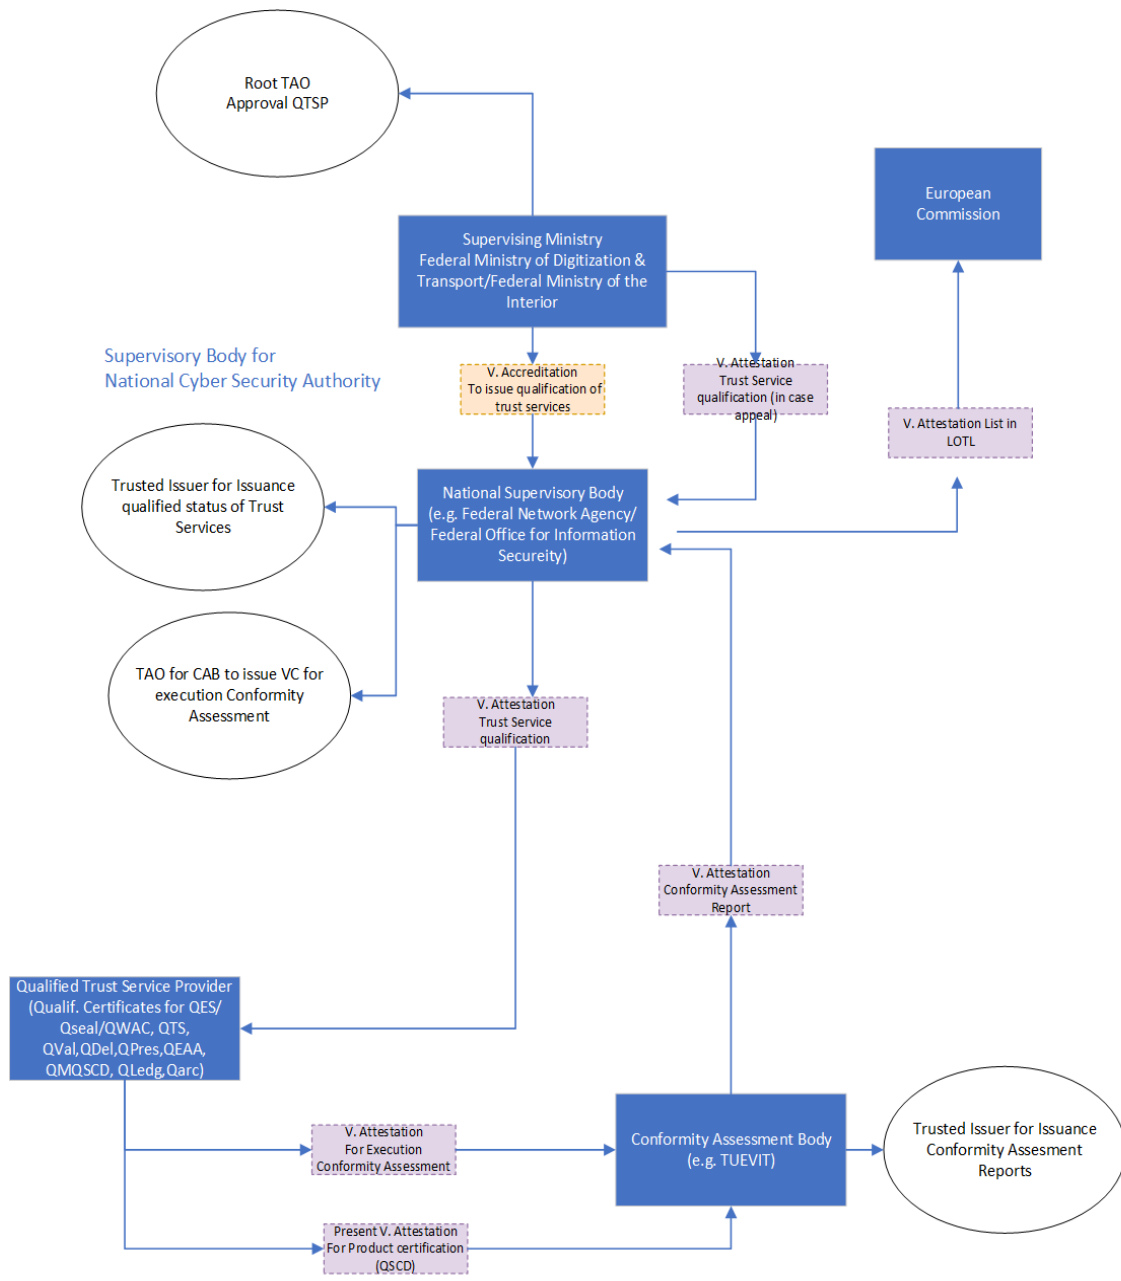 Root TAO
Approval QTSP
European
Commission
Supervising Ministry
Federal Ministry of Digitization &
Transport/Federal Ministry of the
Interior
Supervisory Body for
National Cyber Security Authority
V. Accreditation
To issue qualification of
trust services
V. Attestation
Trust Service
qualification (in case
appeal)
V. Attestation List in
LOTL
Trusted Issuer for Issuance
qualified status of Trust
Services
National Supervisory Body
(e.g. Federal Network Agency/
Federal Office for Information
Secureity)
TAO for CAB to issue VC for
execution Conformity
Assessment
V. Attestation
Trust Service
qualification
V. Attestation
Conformity Assessment
Report
Qualified Trust Service Provider
(Qualif. Certificates for QES/
Qseal/QWAC, QTS,
QVal,QDel,QPres,QEAA,
QMQSCD, QLedg,Qarc)
V. Attestation
For Execution
Conformity Assessment
Conformity Assessment Body
(e.g. TUEVIT)
Trusted Issuer for Issuance
Conformity Assesment
Reports
Present V. Attestation
For Product certification
(QSCD)